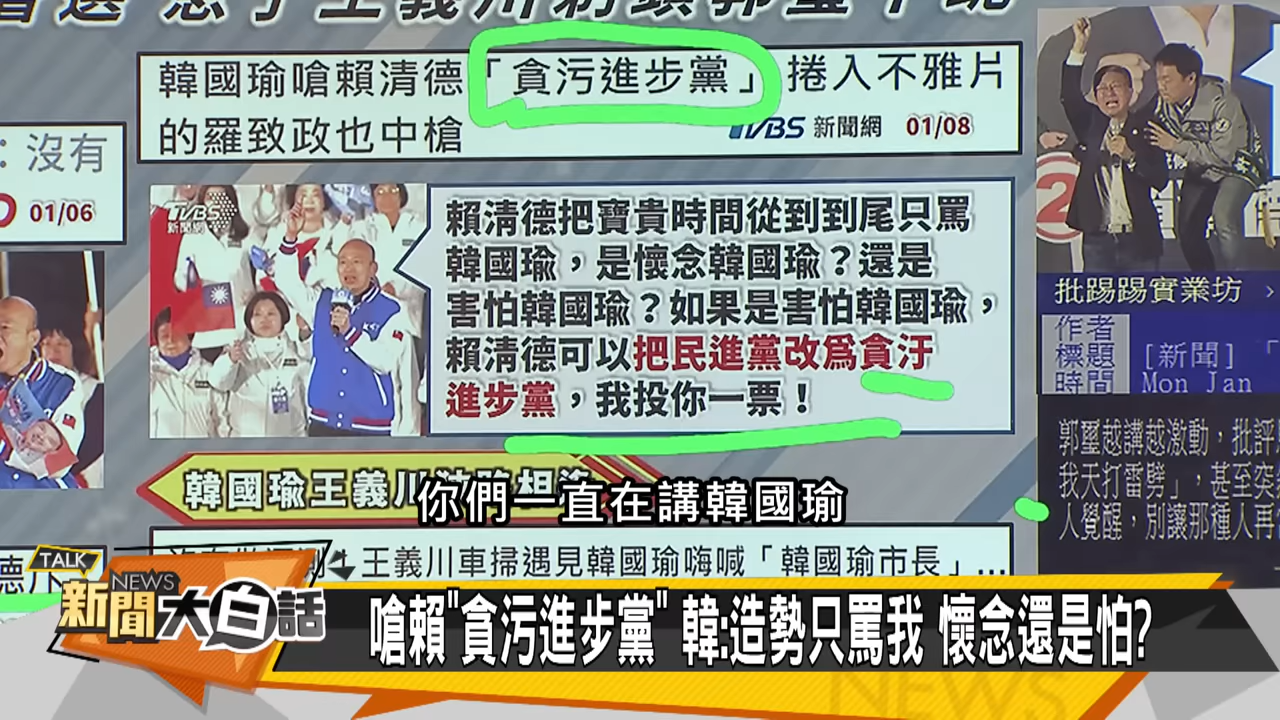 韓國瑜嗆賴清德「貪污進步黨」捲入不雅片
的羅致政也中槍
TVBS 新聞網 01/08
：沒有
01/06
TVBS
新聞網
賴清德把寶貴時間從到到尾只罵
韓國瑜，是懷念韓國瑜？還是
害怕韓國瑜？如果是害怕韓國瑜，
賴清德可以把民進黨改為貪汙
進步黨，我投你一票！
2
批踢踢實業坊 ›
作者
標題 [新聞]「
時間 Mon Jan
郭璽越講越激動，批評
我天打雷劈」，甚至突
人覺醒，別讓那種人再
韓國瑜王義川
你們一直在講韓國瑜
王義川車掃遇見韓國瑜嗨喊「韓國瑜市長」...
TALK
NEWS
新聞大白話
嗆賴"貪污進步黨" 韓:造勢只罵我 懷念還是怕?
NEWS